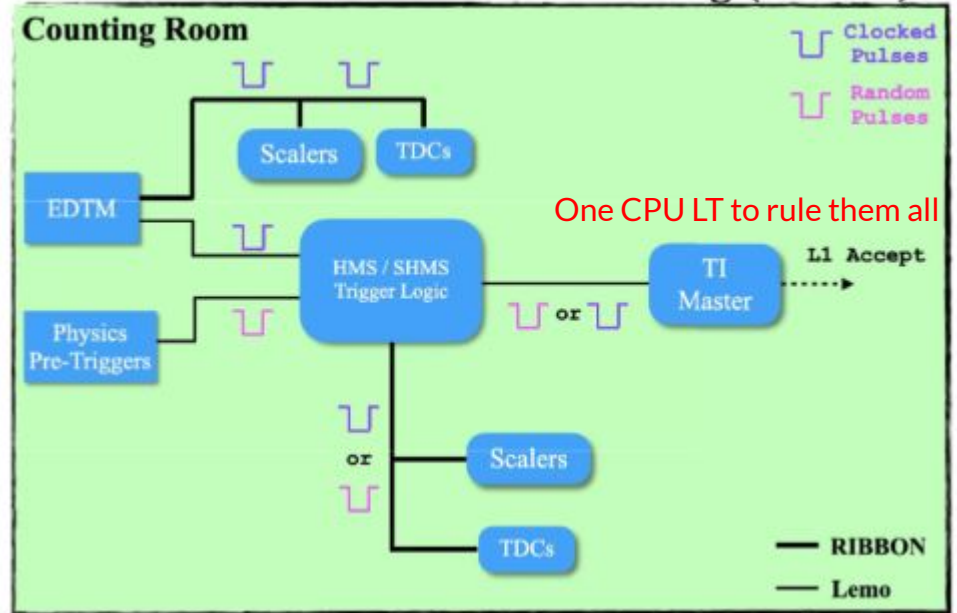 Counting Room
Clocked
Pulses
Random
Pulses
Scalers
TDCs
EDTM
One CPU LT to rule them all
HMS / SHMS
Trigger Logic
TI
Master
L1 Accept
or
Physics
Pre-Triggers
or
Scalers
TDCs
RIBBON
Lemo